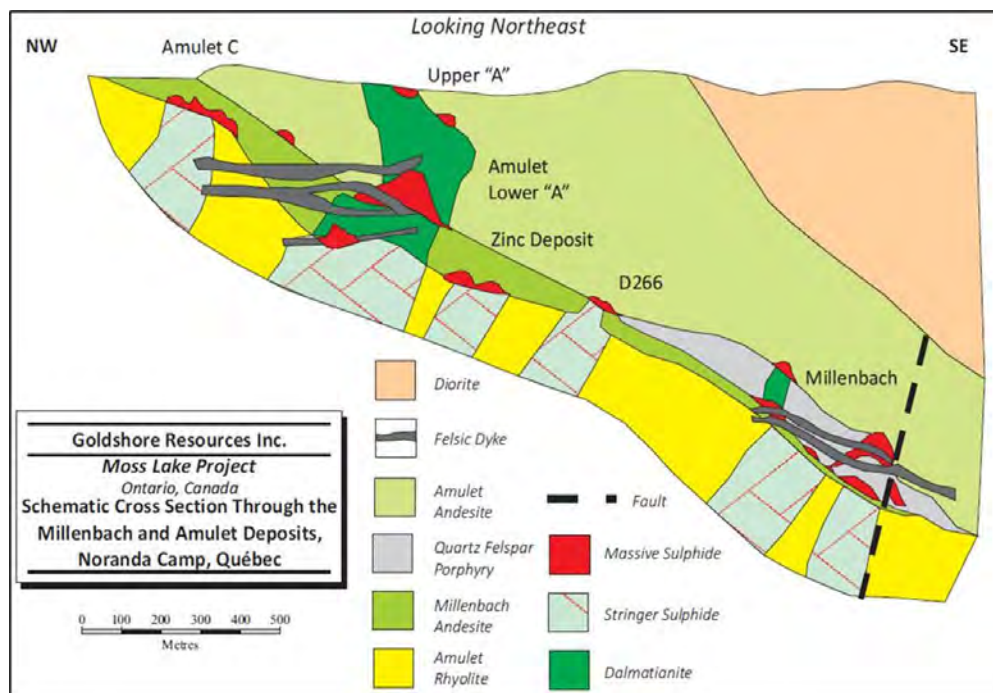 Looking Northeast
NW
SE
Amulet C
Upper "A"
Amulet
Lower "A"
Zinc Deposit
D266
Millenbach
Diorite
Felsic Dyke
Amulet
Andesite
Quartz Felspar
Porphyry
Millenbach
Andesite
Amulet
Rhyolite
Fault
Massive Sulphide
Stringer Sulphide
Dalmatianite
Goldshore Resources Inc.
Moss Lake Project
Ontario, Canada
Schematic Cross Section Through the
Millenbach and Amulet Deposits,
Noranda Camp, Québec
0 100 200 300 400 500
Metres